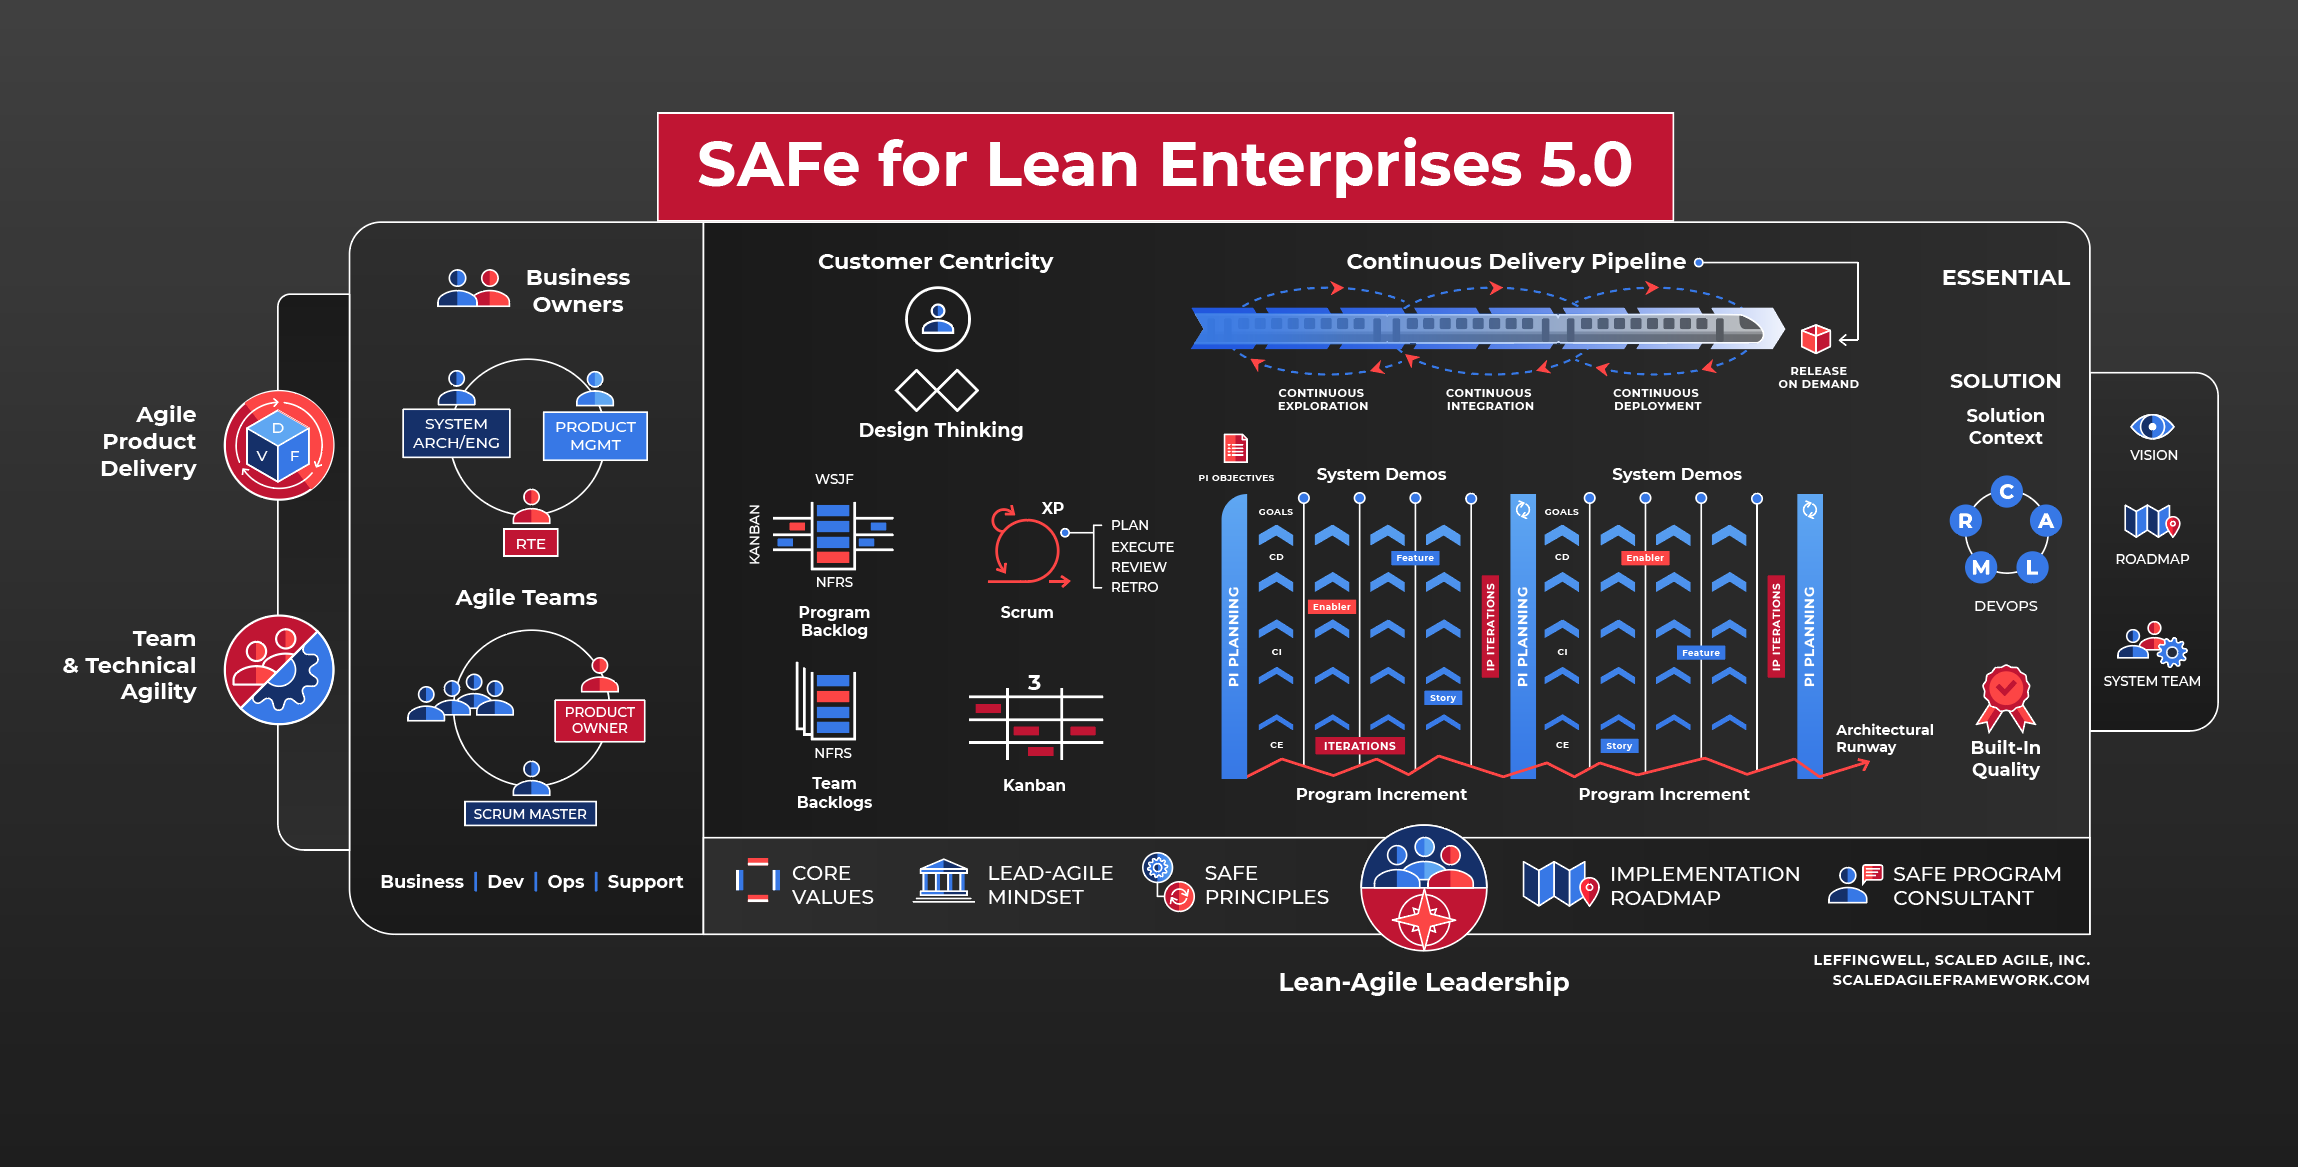 SAFe for Lean Enterprises 5.0
Agile
Product
Delivery
D
V
F
Team
& Technical
Agility
Business
Owners
SYSTEM
ARCH/ENG
PRODUCT
MGMT
RTE
Agile Teams
PRODUCT
OWNER
SCRUM MASTER
Business | Dev | Ops | Support
Customer Centricity
Design Thinking
WSJF
KANBAN
NFRS
Program
Backlog
XP
PLAN
EXECUTE
REVIEW
RETRO
Scrum
NFRS
Team
Backlogs
3
Kanban
Continuous Delivery Pipeline
CONTINUOUS
EXPLORATION
CONTINUOUS
INTEGRATION
CONTINUOUS
DEPLOYMENT
RELEASE
ON DEMAND
PI OBJECTIVES
System Demos
System Demos
PI PLANNING
GOALS
CD
CI
CE
Feature
Enabler
Story
ITERATIONS
IP ITERATIONS
PI PLANNING
GOALS
CD
CI
CE
Enabler
Feature
Story
IP ITERATIONS
PI PLANNING
Architectural
Runway
Program Increment
Program Increment
ESSENTIAL
SOLUTION
Solution
Context
C
A
L
M
R
DEVOPS
Built-In
Quality
VISION
ROADMAP
SYSTEM TEAM
CORE
VALUES
LEAD-AGILE
MINDSET
SAFE
PRINCIPLES
IMPLEMENTATION
ROADMAP
SAFE PROGRAM
CONSULTANT
Lean-Agile Leadership
LEFFINGWELL, SCALED AGILE, INC.
SCALEDAGILEFRAMEWORK.COM